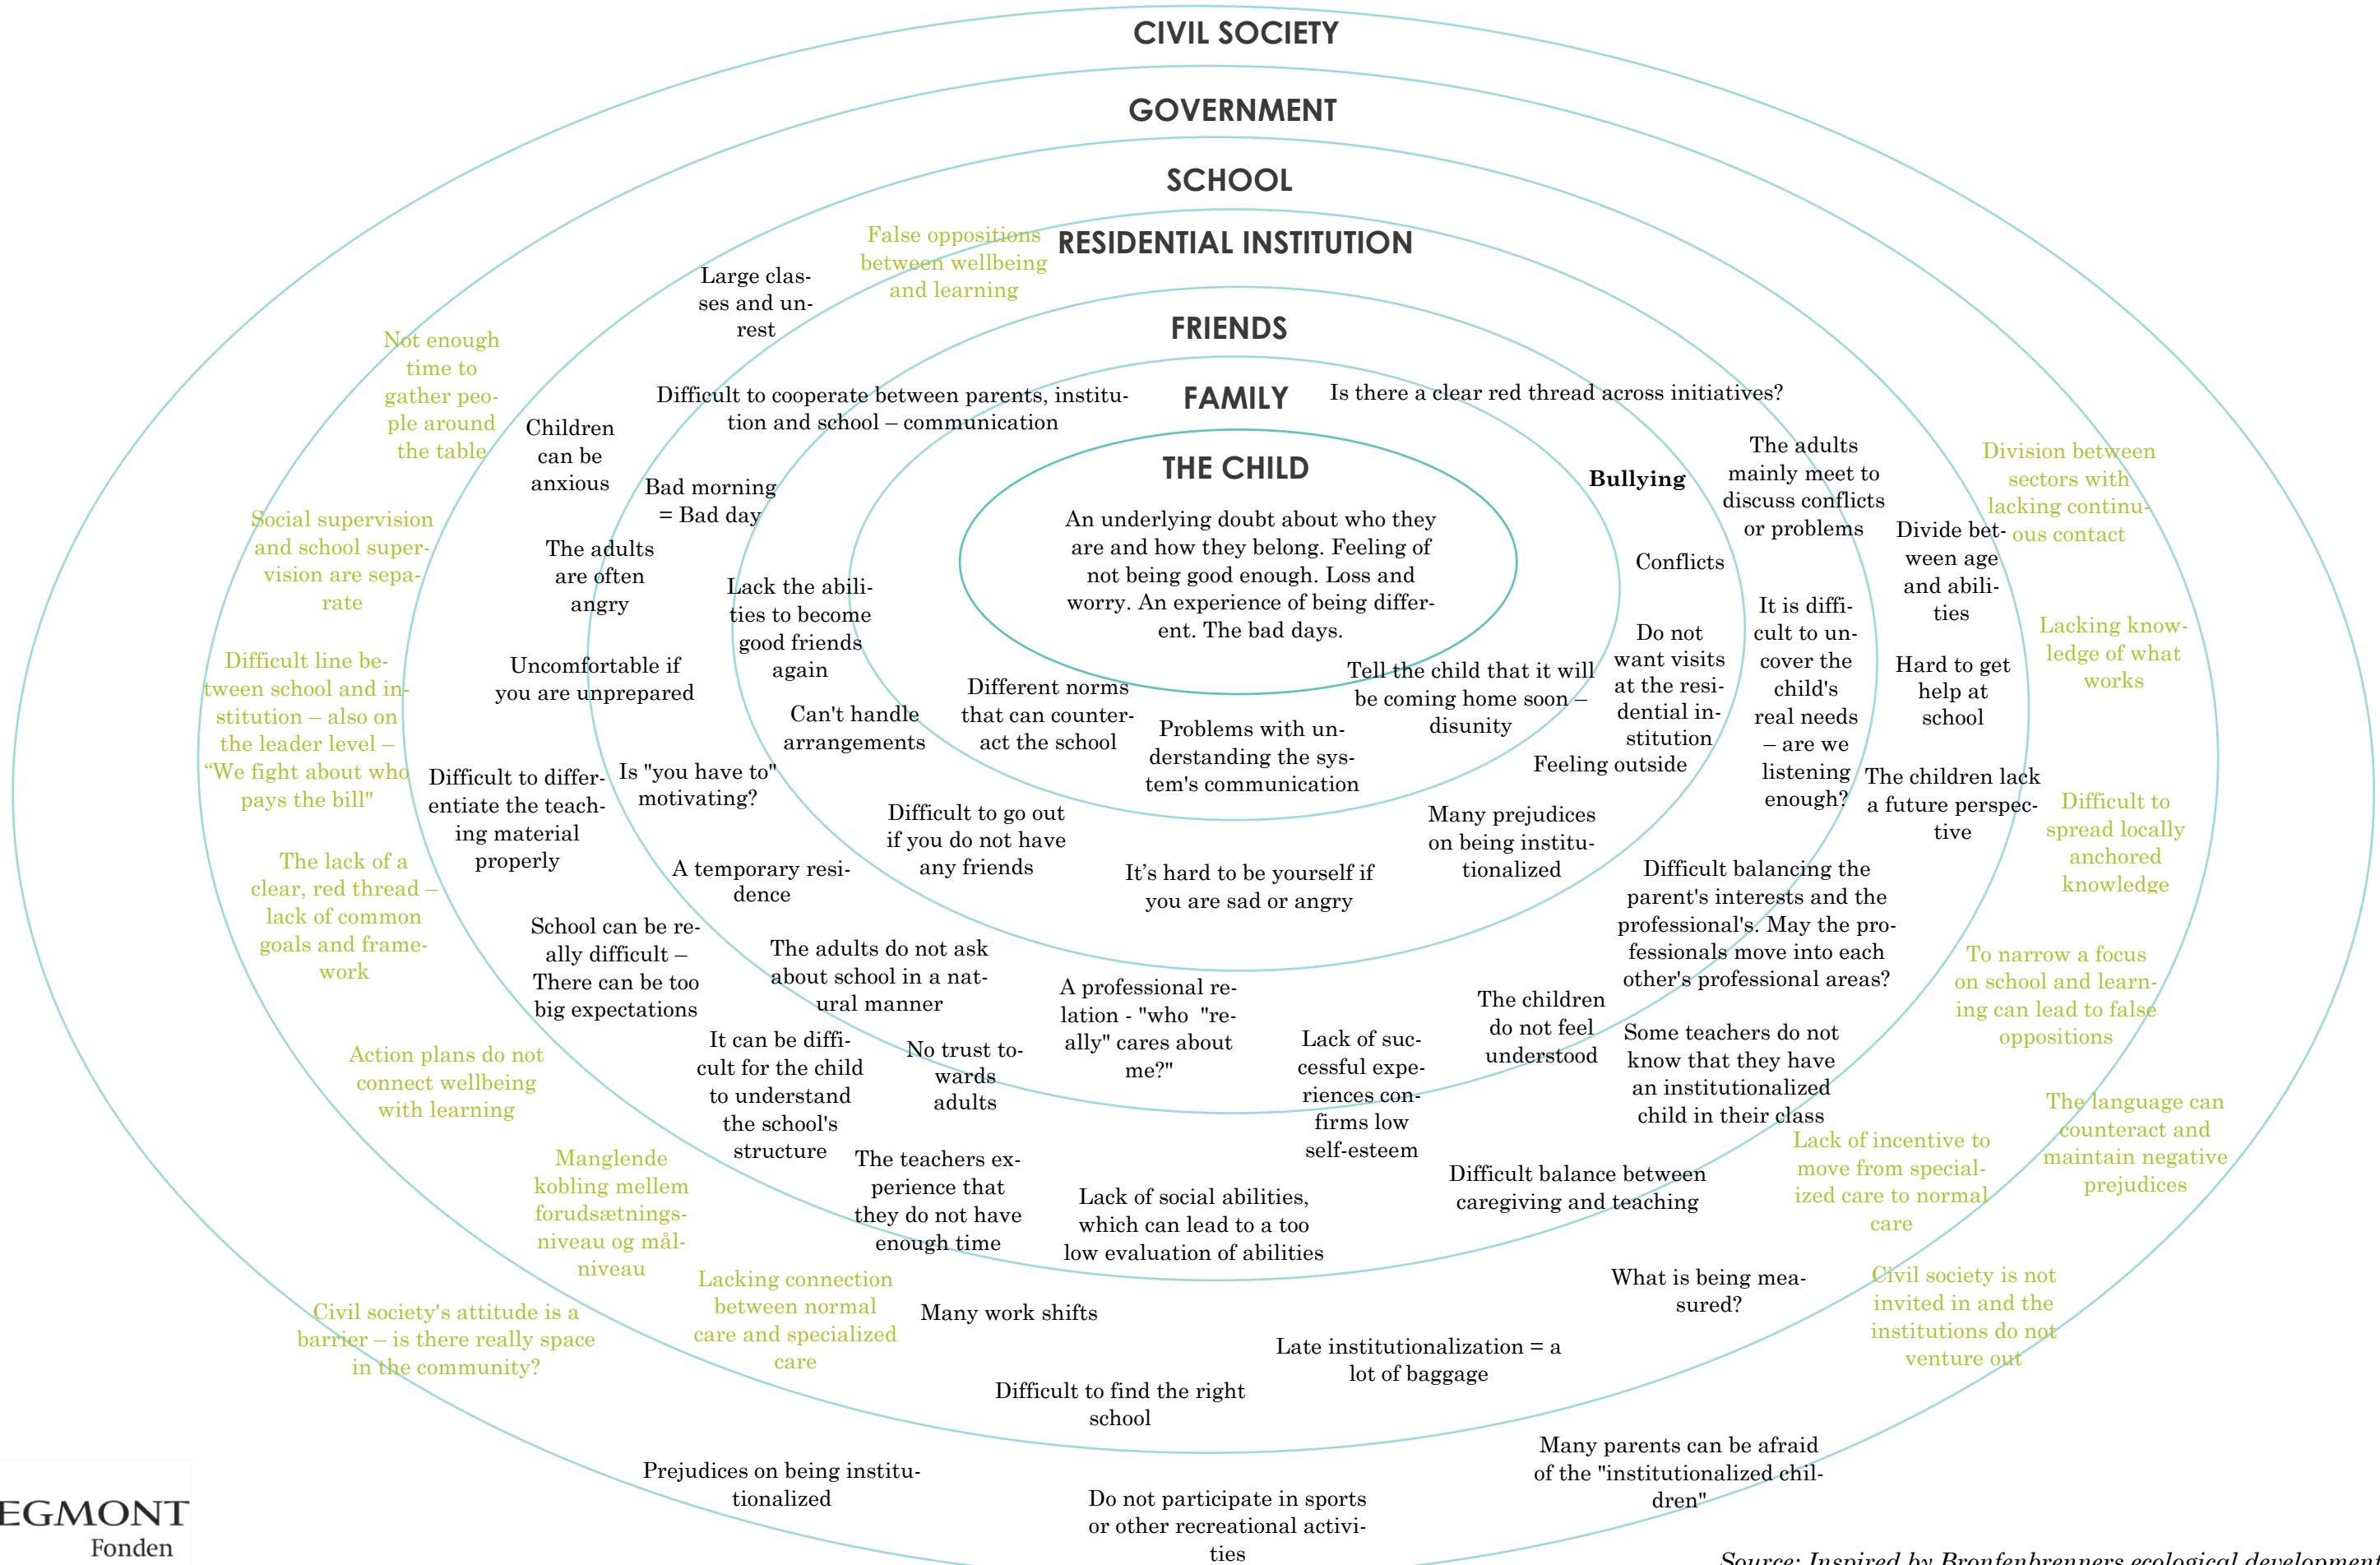 CIVIL SOCIETY
GOVERNMENT
SCHOOL
RESIDENTIAL INSTITUTION
FRIENDS
FAMILY
THE CHILD
An underlying doubt about who they
are and how they belong. Feeling of
not being good enough. Loss and
worry. An experience of being differ-
ent. The bad days.
False oppositions
between wellbeing
and learning
Large clas-
ses and un-
rest
Not enough
time to
gather peo-
ple around
the table
Difficult to cooperate between parents, institu-
tion and school – communication
Is there a clear red thread across initiatives?
Children
can be
anxious
Bad morning
= Bad day
Bullying
The adults
mainly meet to
discuss conflicts
or problems
Division between
sectors with
lacking continu-
ous contact
Social supervision
and school super-
vision are sepa-
rate
The adults
are often
angry
Lack the abili-
ties to become
good friends
again
Conflicts
Divide bet-
ween age
and abili-
ties
It is diffi-
cult to un-
cover the
child's
real needs
– are we
listening
enough?
Do not
want visits
at the resi-
dential in-
stitution
Lacking know-
ledge of what
works
Hard to get
help at
school
Difficult line be-
tween school and in-
stitution – also on
the leader level –
“We fight about who
pays the bill"
Uncomfortable if
you are unprepared
Can't handle
arrangements
Different norms
that can counter-
act the school
Problems with un-
derstanding the sys-
tem's communication
Tell the child that it will
be coming home soon –
disunity
Feeling outside
The children lack
a future perspec-
tive
Difficult to
spread locally
anchored
knowledge
Difficult to differ-
entiate the teach-
ing material
properly
Is "you have to"
motivating?
Difficult to go out
if you do not have
any friends
It’s hard to be yourself if
you are sad or angry
Many prejudices
on being institu-
tionalized
Difficult balancing the
parent's interests and the
professional's. May the pro-
fessionals move into each
other's professional areas?
The lack of a
clear, red thread –
lack of common
goals and frame-
work
A temporary resi-
dence
School can be re-
ally difficult –
There can be too
big expectations
The adults do not ask
about school in a nat-
ural manner
A professional re-
lation - "who "re-
ally" cares about
me?"
The children
do not feel
understood
To narrow a focus
on school and learn-
ing can lead to false
oppositions
Some teachers do not
know that they have
an institutionalized
child in their class
It can be diffi-
cult for the child
to understand
the school's
structure
No trust to-
wards
adults
Lack of suc-
cessful expe-
riences con-
firms low
self-esteem
Action plans do not
connect wellbeing
with learning
The language can
counteract and
maintain negative
prejudices
Lack of incentive to
move from special-
ized care to normal
care
Manglende
kobling mellem
forudsætnings-
niveau og mål-
niveau
The teachers ex-
perience that
they do not have
enough time
Lack of social abilities,
which can lead to a too
low evaluation of abilities
Difficult balance between
caregiving and teaching
Lacking connection
between normal
care and specialized
care
Many work shifts
What is being mea-
sured?
Civil society is not
invited in and the
institutions do not
venture out
Civil society's attitude is a
barrier – is there really space
in the community?
Late institutionalization = a
lot of baggage
Difficult to find the right
school
Many parents can be afraid
of the "institutionalized chil-
dren"
Prejudices on being institu-
tionalized
Do not participate in sports
or other recreational activi-
ties
EGMONT
Fonden
Source: Inspired by Bronfenbrenners ecological development